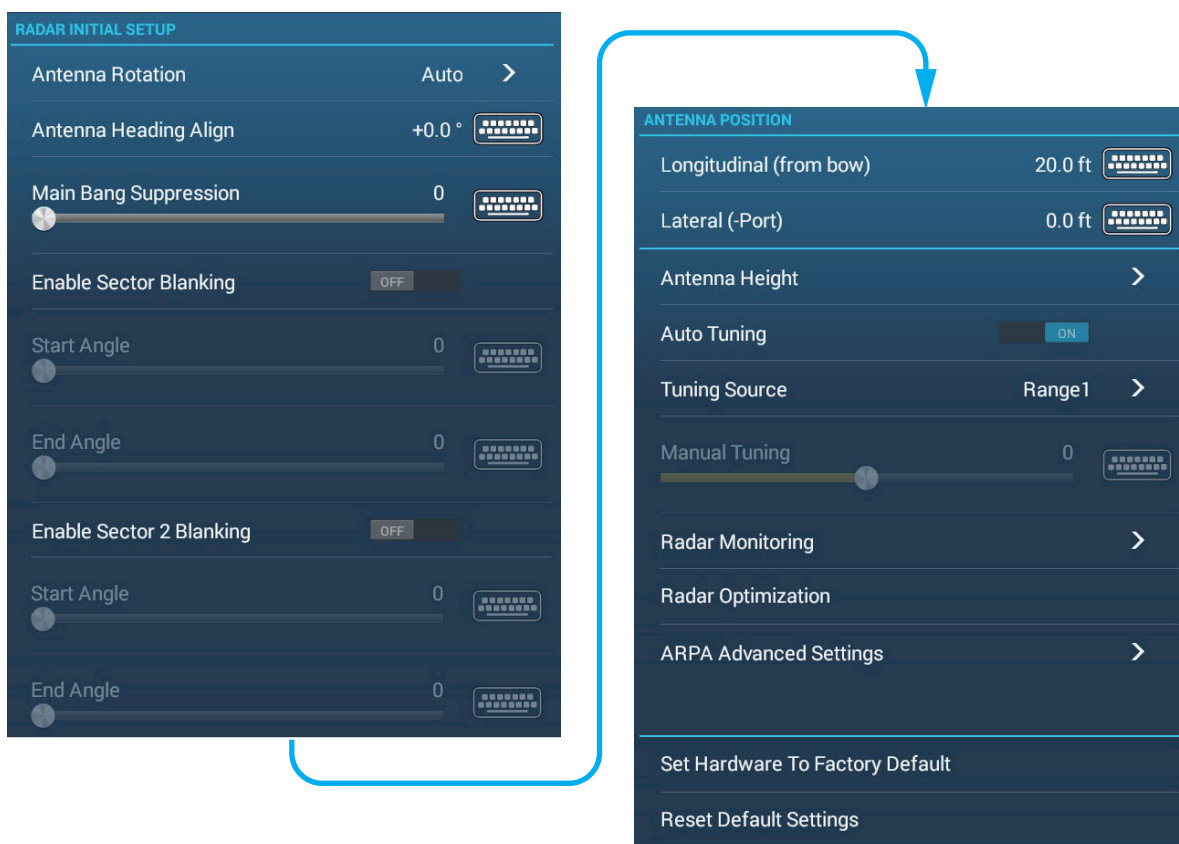 RADAR INITIAL SETUP
Antenna Rotation Auto
Antenna Heading Align +0.0 °
Main Bang Suppression 0
Enable Sector Blanking OFF
Start Angle 0
End Angle 0
Enable Sector 2 Blanking OFF
Start Angle 0
End Angle 0
ANTENNA POSITION
Longitudinal (from bow) 20.0 ft
Lateral (-Port) 0.0 ft
Antenna Height
Auto Tuning ON
Tuning Source Range1
Manual Tuning 0
Radar Monitoring
Radar Optimization
ARPA Advanced Settings
Set Hardware To Factory Default
Reset Default Settings